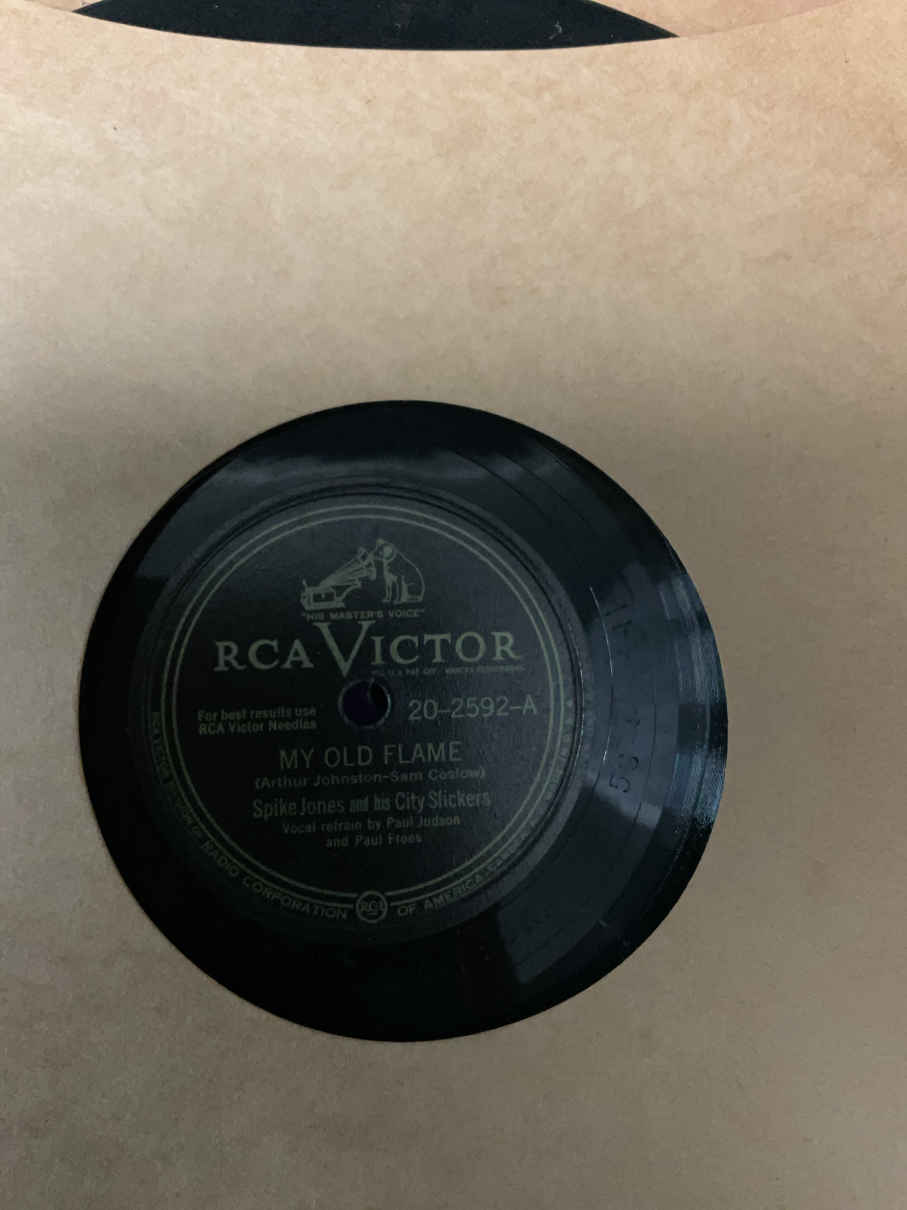 "HIS MASTER'S VOICE"
RCA VICTOR
For best results use
RCA Victor Needles
20-2592-A
MY OLD FLAME
(Arthur Johnston-Sam Coslow)
Spike Jones and his City Slickers
Vocal refrain by Paul Judson
and Paul Frees
RADIO CORPORATION RCA OF AMERICA